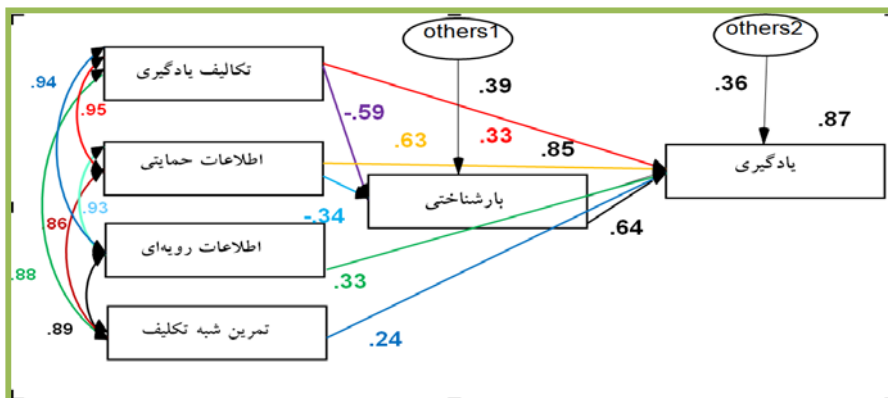 others1
others2
.94
تکالیف یادگیری
.39
.36
.87
.95
-.59
.33
.63
.85
اطلاعات حمایتی
یادگیری
بارشناختی
.93
-.34
.86
.64
اطلاعات رویه‌ای
.88
.33
.89
تمرین شبه تکلیف
.24